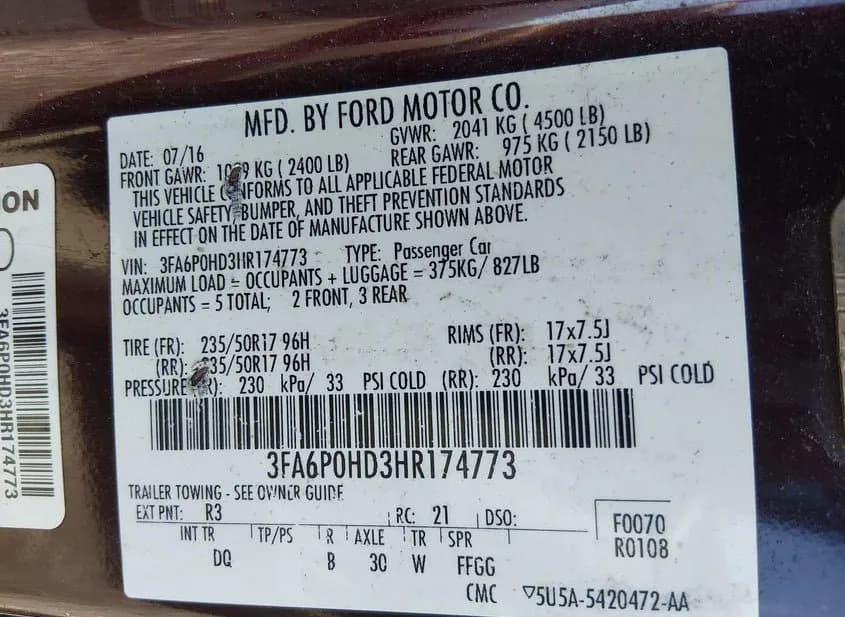 MFD. BY FORD MOTOR CO.
DATE: 07/16 GVWR: 2041 KG ( 4500 LB)
FRONT GAWR: KG ( 2400 LB) REAR GAWR: 975 KG ( 2150 LB)
THIS VEHICLE TO ALL APPLICABLE FEDERAL MOTOR
VEHICLE SAFETY, BUMPER, AND THEFT PREVENTION STANDARDS
IN EFFECT ON THE DATE OF MANUFACTURE SHOWN ABOVE.
VIN: 3FA6P0HD3HR174773 TYPE: Passenger Car
MAXIMUM LOAD = OCCUPANTS + LUGGAGE = 375KG/ 827LB
OCCUPANTS = 5 TOTAL; 2 FRONT, 3 REAR
TIRE (FR): 235/50R17 96H RIMS (FR): 17x7.5J
(RR): 35/50R17 96H (RR): 17x7.5J
PRESSURE 230 kPa/ 33 PSI COLD (RR): 230 kPa/ 33 PSI COLD
3FA6P0HD3HR174773
TRAILER TOWING - SEE OWNER GUIDE
EXT PNT: R3 RC: 21 DSO: F0070
R0108
INT TR TP/PS R AXLE TR SPR
DQ B 30 W FFGG
CMC ▽5U5A-5420472-AA
ON
3FA6P0HD3HR174773